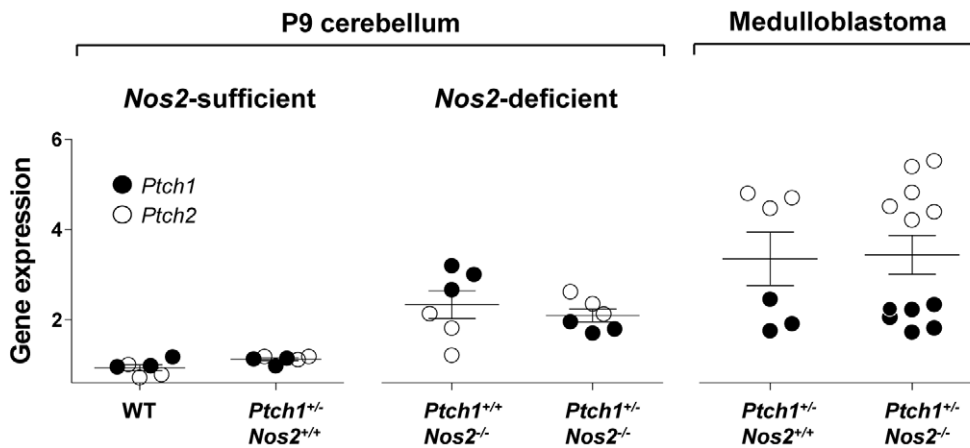 P9 cerebellum
Medulloblastoma
Nos2-sufficient
Nos2-deficient
Gene expression
6
4
2
Ptch1
Ptch2
WT
Ptch1+/-
Nos2+/+
Ptch1+/+
Nos2-/-
Ptch1+/-
Nos2-/-
Ptch1+/-
Nos2+/+
Ptch1+/-
Nos2-/-